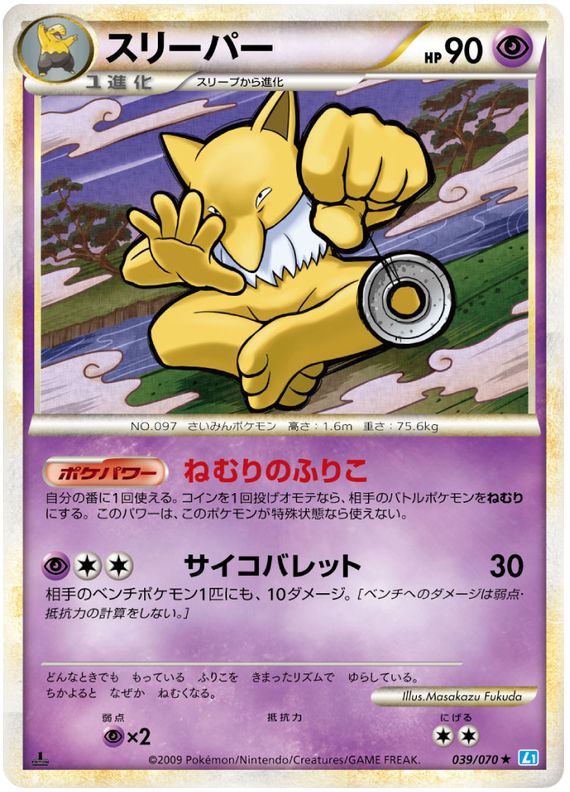 スリーパー
HP90
1進化
スリープから進化
NO.097 さいみんポケモン 高さ:1.6m 重さ:75.6kg
ポケパワー ねむりのふりこ
自分の番に1回使える。コインを1回投げオモテなら、相手のバトルポケモンをねむり
にする。このパワーは、このポケモンが特殊状態なら使えない。
サイコバレット 30
相手のベンチポケモン1匹にも、10ダメージ。[ベンチへのダメージは弱点・
抵抗力の計算をしない。]
どんなときでも もっている ふりこを きまったリズムで ゆらしている。
ちかよると なぜか ねむくなる。
Illus.Masakazu Fukuda
弱点 抵抗力 にげる
×2
1 EDITION
©2009 Pokémon/Nintendo/Creatures/GAME FREAK.
039/070 ★ L1